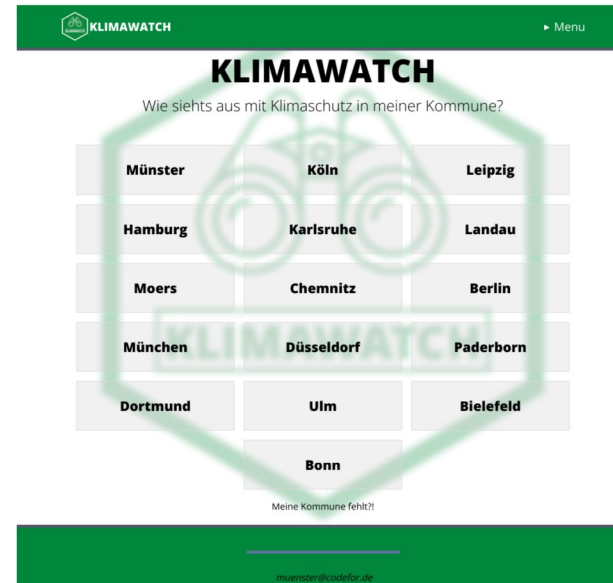 KLIMAWATCH
► Menu
KLIMAWATCH
Wie siehts aus mit Klimaschutz in meiner Kommune?
Münster Köln Leipzig
Hamburg Karlsruhe Landau
Moers Chemnitz Berlin
KLIMAWATCH
München Düsseldorf Paderborn
Dortmund Ulm Bielefeld
Bonn
Meine Kommune fehlt?!
muenster@codefor.de